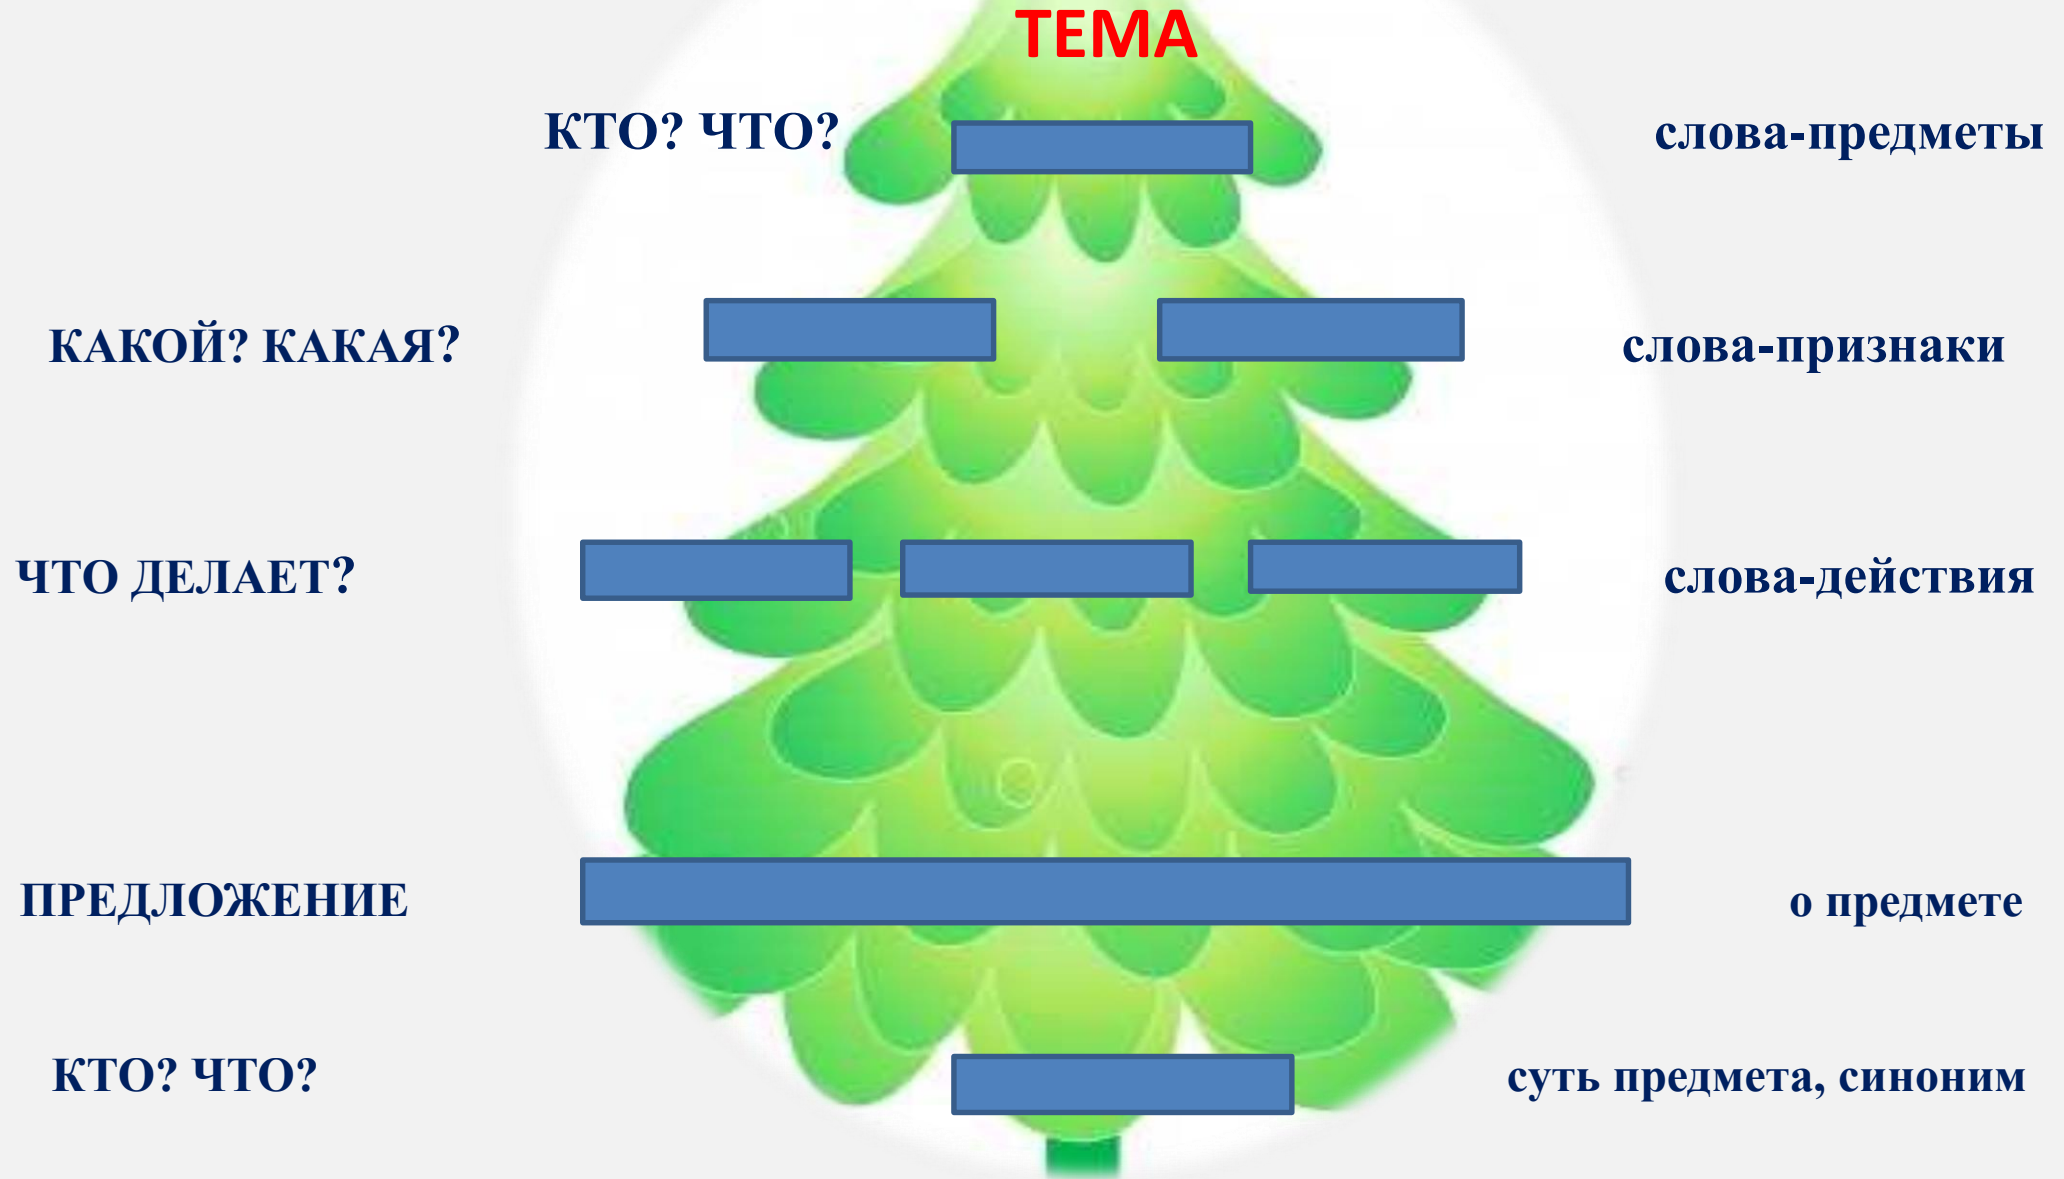 ТЕМА
КТО? ЧТО?
слова-предметы
КАКОЙ? КАКАЯ?
слова-признаки
ЧТО ДЕЛАЕТ?
слова-действия
ПРЕДЛОЖЕНИЕ
о предмете
КТО? ЧТО?
суть предмета, синоним